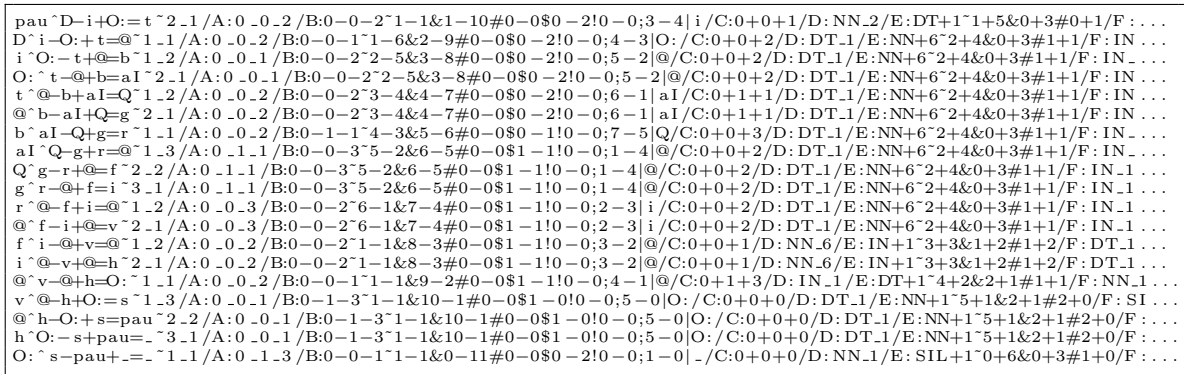 pau^D-i+O:=t~2_1/A:0_0_2/B:0-0-2~1-1&1-10#0-0$0-2!0-0;3-4|i/C:0+0+1/D:NN_2/E:DT+1~1+5&0+3#0+1/F:...
D^i-O:+t=@~1_1/A:0_0_2/B:0-0-1~1-6&2-9#0-0$0-2!0-0;4-3|O:/C:0+0+2/D:DT_1/E:NN+6~2+4&0+3#1+1/F:IN...
i^O:-t+@=b~1_2/A:0_0_1/B:0-0-2~2-5&3-8#0-0$0-2!0-0;5-2|@/C:0+0+2/D:DT_1/E:NN+6~2+4&0+3#1+1/F:IN_...
O:^t-@+b=aI~2_1/A:0_0_1/B:0-0-2~2-5&3-8#0-0$0-2!0-0;5-2|@/C:0+0+2/D:DT_1/E:NN+6~2+4&0+3#1+1/F:IN...
t^@-b+aI=Q~1_2/A:0_0_2/B:0-0-2~3-4&4-7#0-0$0-2!0-0;6-1|aI/C:0+1+1/D:DT_1/E:NN+6~2+4&0+3#1+1/F:IN...
@^b-aI+Q=g~2_1/A:0_0_2/B:0-0-2~3-4&4-7#0-0$0-2!0-0;6-1|aI/C:0+1+1/D:DT_1/E:NN+6~2+4&0+3#1+1/F:IN...
b^aI-Q+g=r~1_1/A:0_0_2/B:0-1-1~4-3&5-6#0-0$0-1!0-0;7-5|Q/C:0+0+3/D:DT_1/E:NN+6~2+4&0+3#1+1/F:IN_...
aI^Q-g+r=@~1_3/A:0_1_1/B:0-0-3~5-2&6-5#0-0$1-1!0-0;1-4|@/C:0+0+2/D:DT_1/E:NN+6~2+4&0+3#1+1/F:IN_...
Q^g-r+@=f~2_2/A:0_1_1/B:0-0-3~5-2&6-5#0-0$1-1!0-0;1-4|@/C:0+0+2/D:DT_1/E:NN+6~2+4&0+3#1+1/F:IN_1...
g^r-@+f=i~3_1/A:0_1_1/B:0-0-3~5-2&6-5#0-0$1-1!0-0;1-4|@/C:0+0+2/D:DT_1/E:NN+6~2+4&0+3#1+1/F:IN_1...
r^@-f+i=@~1_2/A:0_0_3/B:0-0-2~6-1&7-4#0-0$1-1!0-0;2-3|i/C:0+0+2/D:DT_1/E:NN+6~2+4&0+3#1+1/F:IN_1...
@^f-i+@=v~2_1/A:0_0_3/B:0-0-2~6-1&7-4#0-0$1-1!0-0;2-3|i/C:0+0+2/D:DT_1/E:NN+6~2+4&0+3#1+1/F:IN_1...
f^i-@+v=@~1_2/A:0_0_2/B:0-0-2~1-1&8-3#0-0$1-1!0-0;3-2|@/C:0+0+1/D:NN_6/E:IN+1~3+3&1+2#1+2/F:DT_1...
i^@-v+@=h~2_1/A:0_0_2/B:0-0-2~1-1&8-3#0-0$1-1!0-0;3-2|@/C:0+0+1/D:NN_6/E:IN+1~3+3&1+2#1+2/F:DT_1...
@^v-@+h=O:~1_1/A:0_0_2/B:0-0-1~1-1&9-2#0-0$1-1!0-0;4-1|@/C:0+1+3/D:IN_1/E:DT+1~4+2&2+1#1+1/F:NN_1...
v^@-h+O:=s~1_3/A:0_0_1/B:0-1-3~1-1&10-1#0-0$1-0!0-0;5-0|O:/C:0+0+0/D:DT_1/E:NN+1~5+1&2+1#2+0/F:SI...
@^h-O:+s=pau~2_2/A:0_0_1/B:0-1-3~1-1&10-1#0-0$1-0!0-0;5-0|O:/C:0+0+0/D:DT_1/E:NN+1~5+1&2+1#2+0/F:...
h^O:-s+pau=_~3_1/A:0_0_1/B:0-1-3~1-1&10-1#0-0$1-0!0-0;5-0|O:/C:0+0+0/D:DT_1/E:NN+1~5+1&2+1#2+0/F:...
O:^s-pau+_=_~1_1/A:0_1_3/B:0-0-1~1-1&0-11#0-0$0-2!0-0;1-0|_/C:0+0+0/D:NN_1/E:SIL+1~0+6&0+3#1+0/F:...